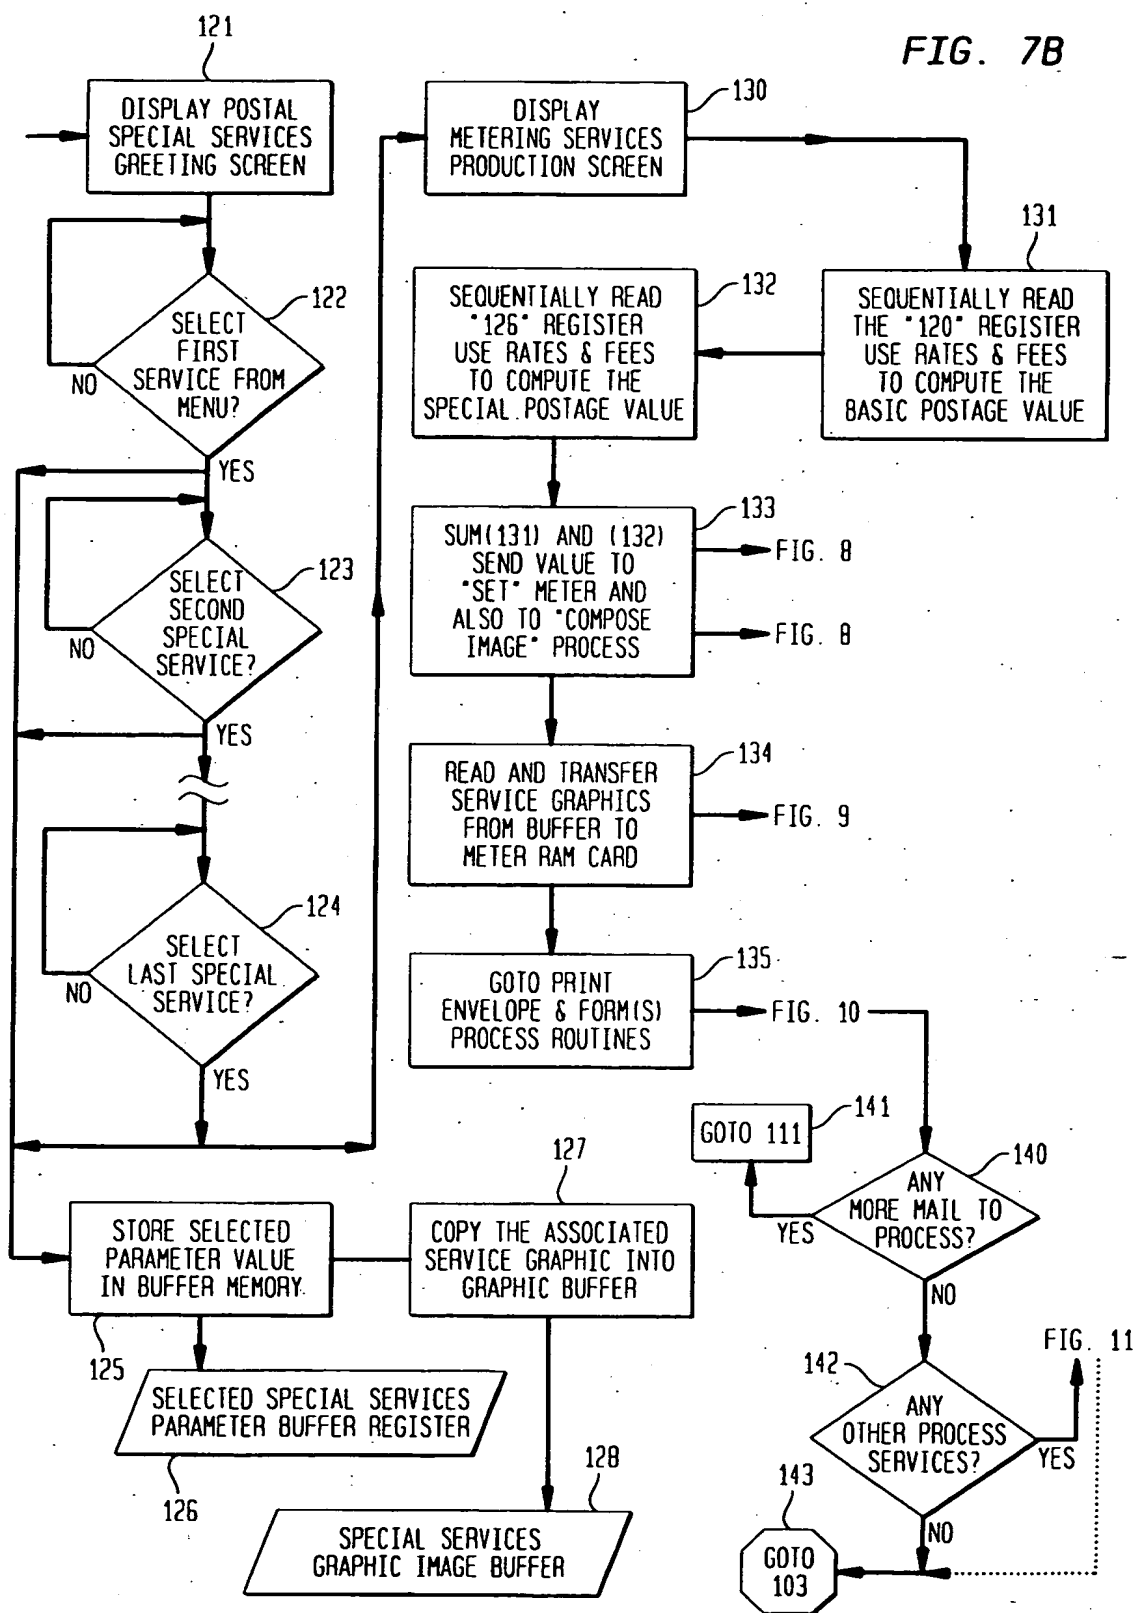 FIG. 7B
121
DISPLAY POSTAL
SPECIAL SERVICES
GREETING SCREEN
122
SELECT
FIRST
SERVICE FROM
MENU?
NO
YES
123
SELECT
SECOND
SPECIAL
SERVICE?
NO
YES
124
SELECT
LAST SPECIAL
SERVICE?
NO
YES
STORE SELECTED
PARAMETER VALUE
IN BUFFER MEMORY
125
SELECTED SPECIAL SERVICES
PARAMETER BUFFER REGISTER
126
127
COPY THE ASSOCIATED
SERVICE GRAPHIC INTO
GRAPHIC BUFFER
128
SPECIAL SERVICES
GRAPHIC IMAGE BUFFER
130
DISPLAY
METERING SERVICES
PRODUCTION SCREEN
131
SEQUENTIALLY READ
THE "120" REGISTER
USE RATES & FEES
TO COMPUTE THE
BASIC POSTAGE VALUE
132
SEQUENTIALLY READ
"126" REGISTER
USE RATES & FEES
TO COMPUTE THE
SPECIAL POSTAGE VALUE
133
SUM(131) AND (132)
SEND VALUE TO
"SET" METER AND
ALSO TO "COMPOSE
IMAGE" PROCESS
FIG. 8
FIG. 8
134
READ AND TRANSFER
SERVICE GRAPHICS
FROM BUFFER TO
METER RAM CARD
FIG. 9
135
GOTO PRINT
ENVELOPE & FORM(S)
PROCESS ROUTINES
FIG. 10
141
GOTO 111
140
ANY
MORE MAIL TO
PROCESS?
YES
NO
142
ANY
OTHER PROCESS
SERVICES?
YES
FIG. 11
NO
143
GOTO
103